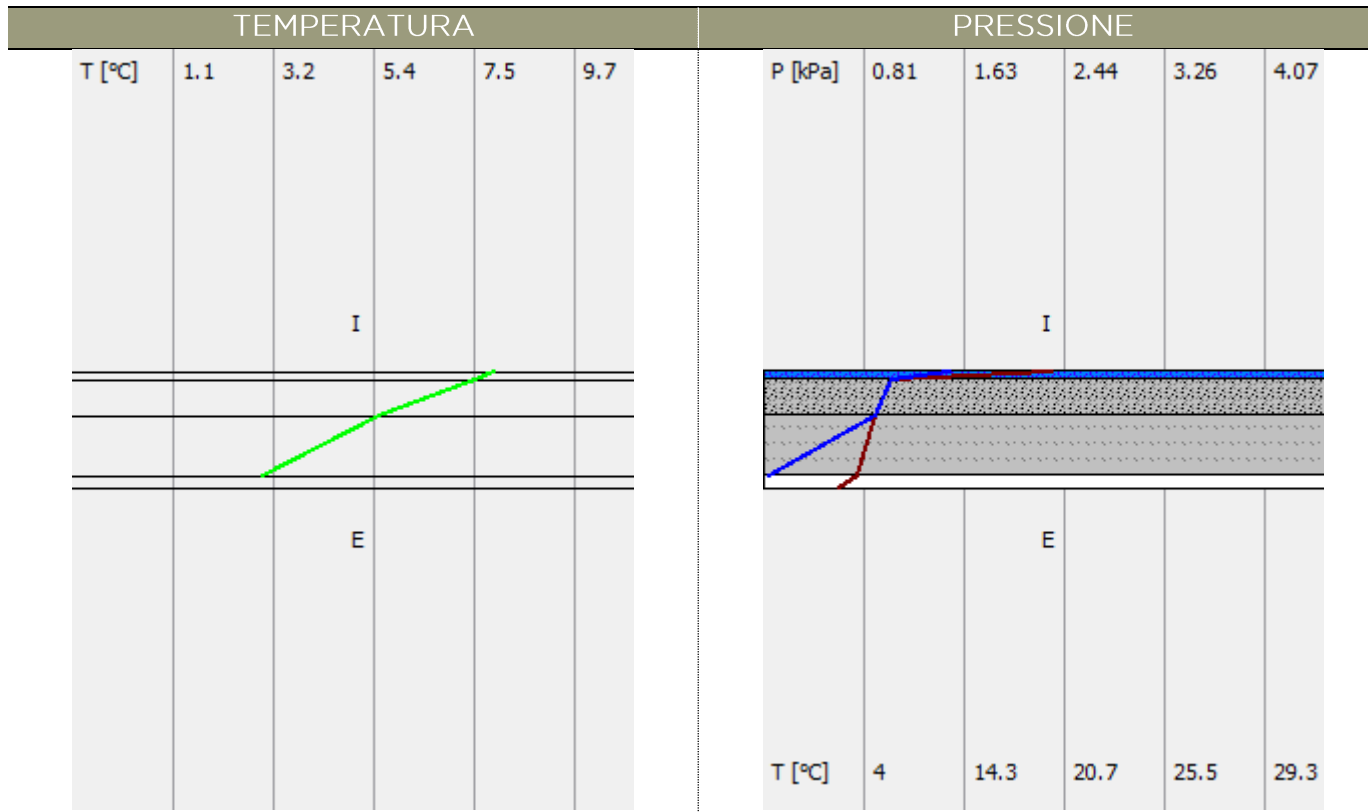 TEMPERATURA PRESSIONE
T [°C] 1.1 3.2 5.4 7.5 9.7 P [kPa] 0.81 1.63 2.44 3.26 4.07
I I
E E
T [°C] 4 14.3 20.7 25.5 29.3